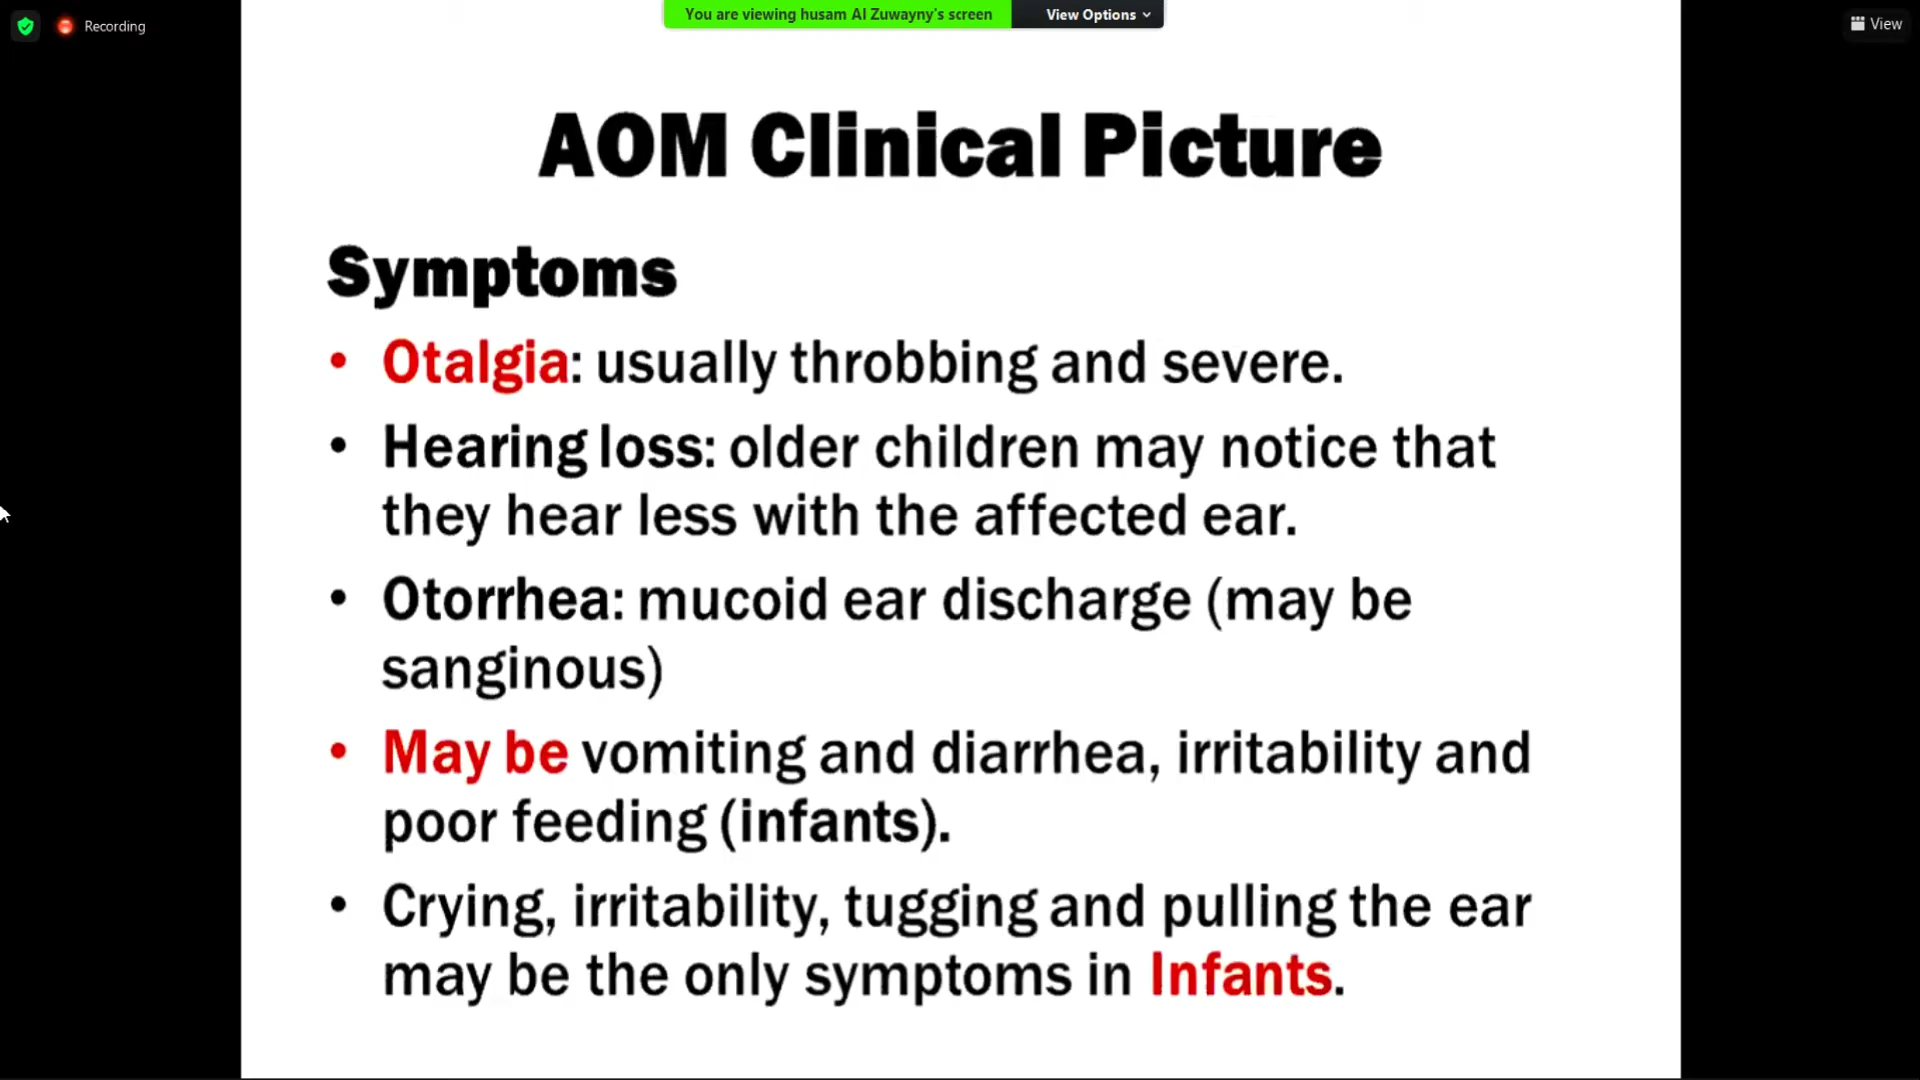 Recording
You are viewing husam Al Zuwayny's screen
View Options
View
AOM Clinical Picture
Symptoms
• Otalgia: usually throbbing and severe.
• Hearing loss: older children may notice that
they hear less with the affected ear.
• Otorrhea: mucoid ear discharge (may be
sanginous)
• May be vomiting and diarrhea, irritability and
poor feeding (infants).
• Crying, irritability, tugging and pulling the ear
may be the only symptoms in Infants.